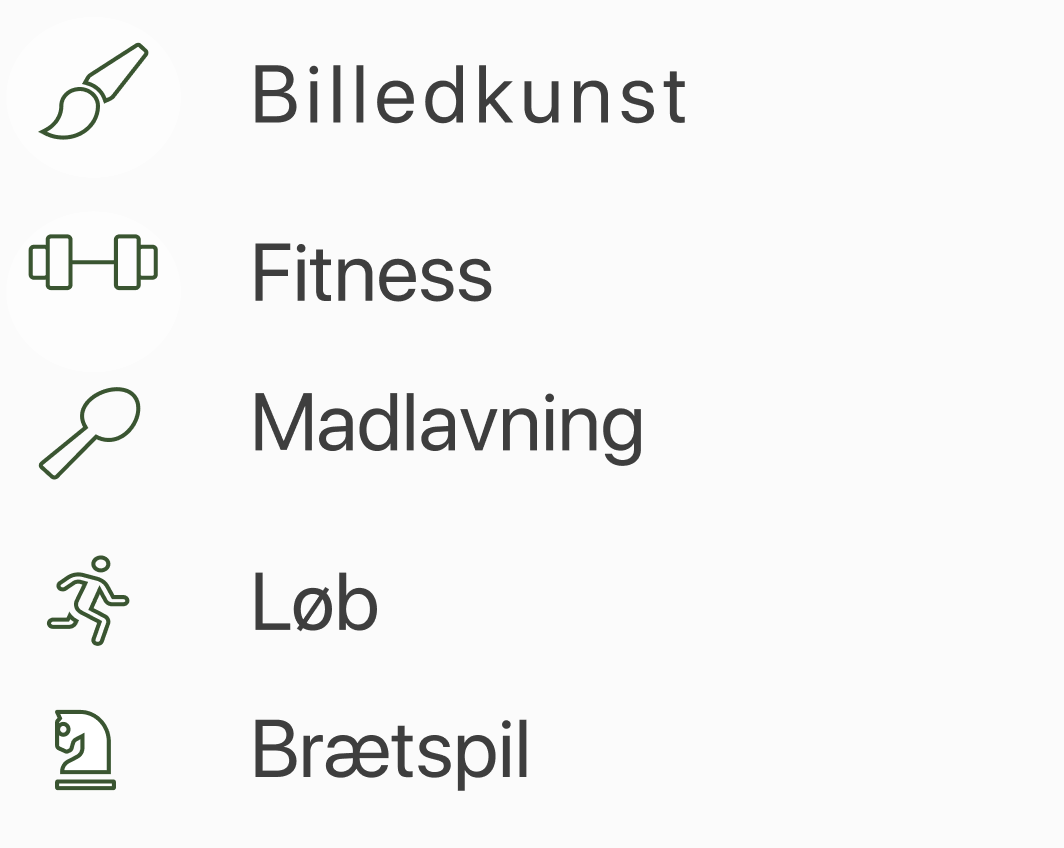 Billedkunst
Fitness
Madlavning
Løb
Brætspil